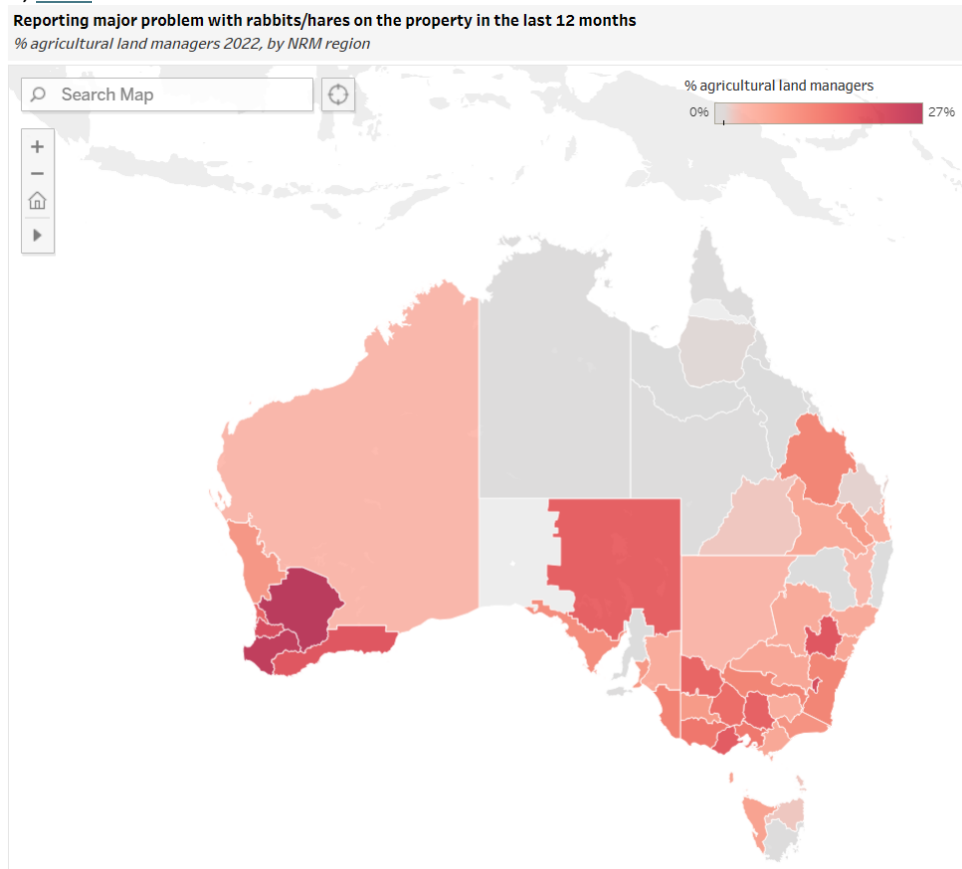 Reporting major problem with rabbits/hares on the property in the last 12 months
% agricultural land managers 2022, by NRM region
Search Map
% agricultural land managers
0%
27%